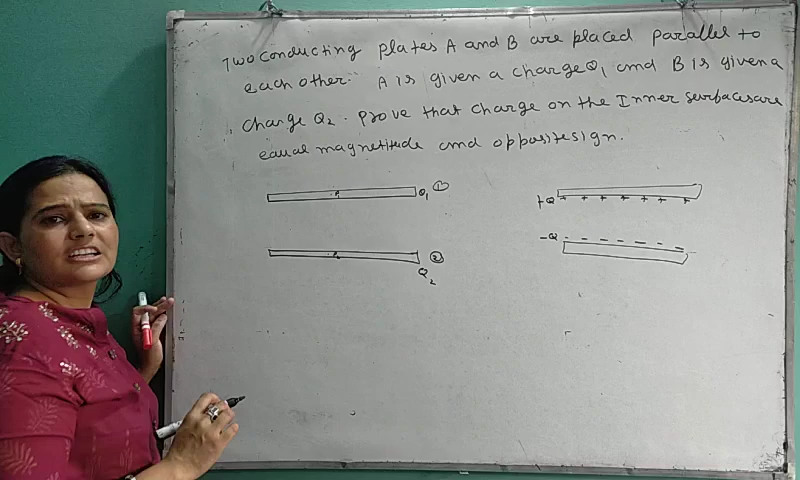 Two conducting plates A and B are placed parallel to
each other. A is given a charge Q1 and B is given a
charge Q2. Prove that charge on the Inner surfaces are
equal magnetitude and opposite sign.
Q1 ①
+Q + + + + + + +
-Q - - - - - - -
②
Q2